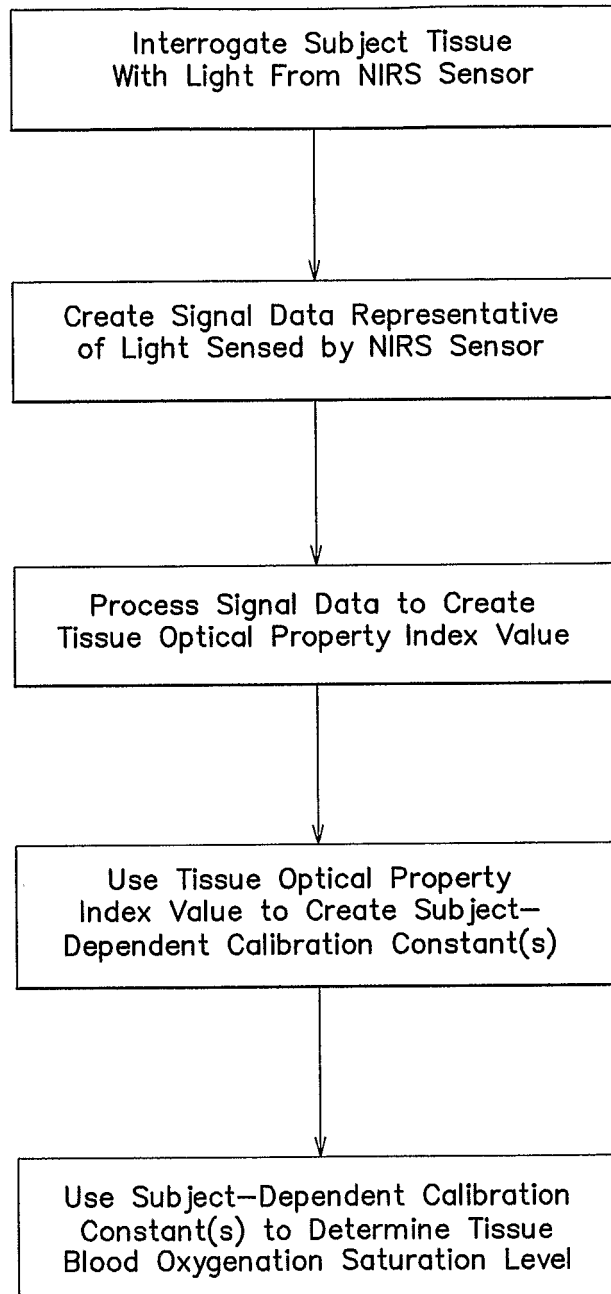 Interrogate Subject Tissue
With Light From NIRS Sensor
Create Signal Data Representative
of Light Sensed by NIRS Sensor
Process Signal Data to Create
Tissue Optical Property Index Value
Use Tissue Optical Property
Index Value to Create Subject–
Dependent Calibration Constant(s)
Use Subject–Dependent Calibration
Constant(s) to Determine Tissue
Blood Oxygenation Saturation Level